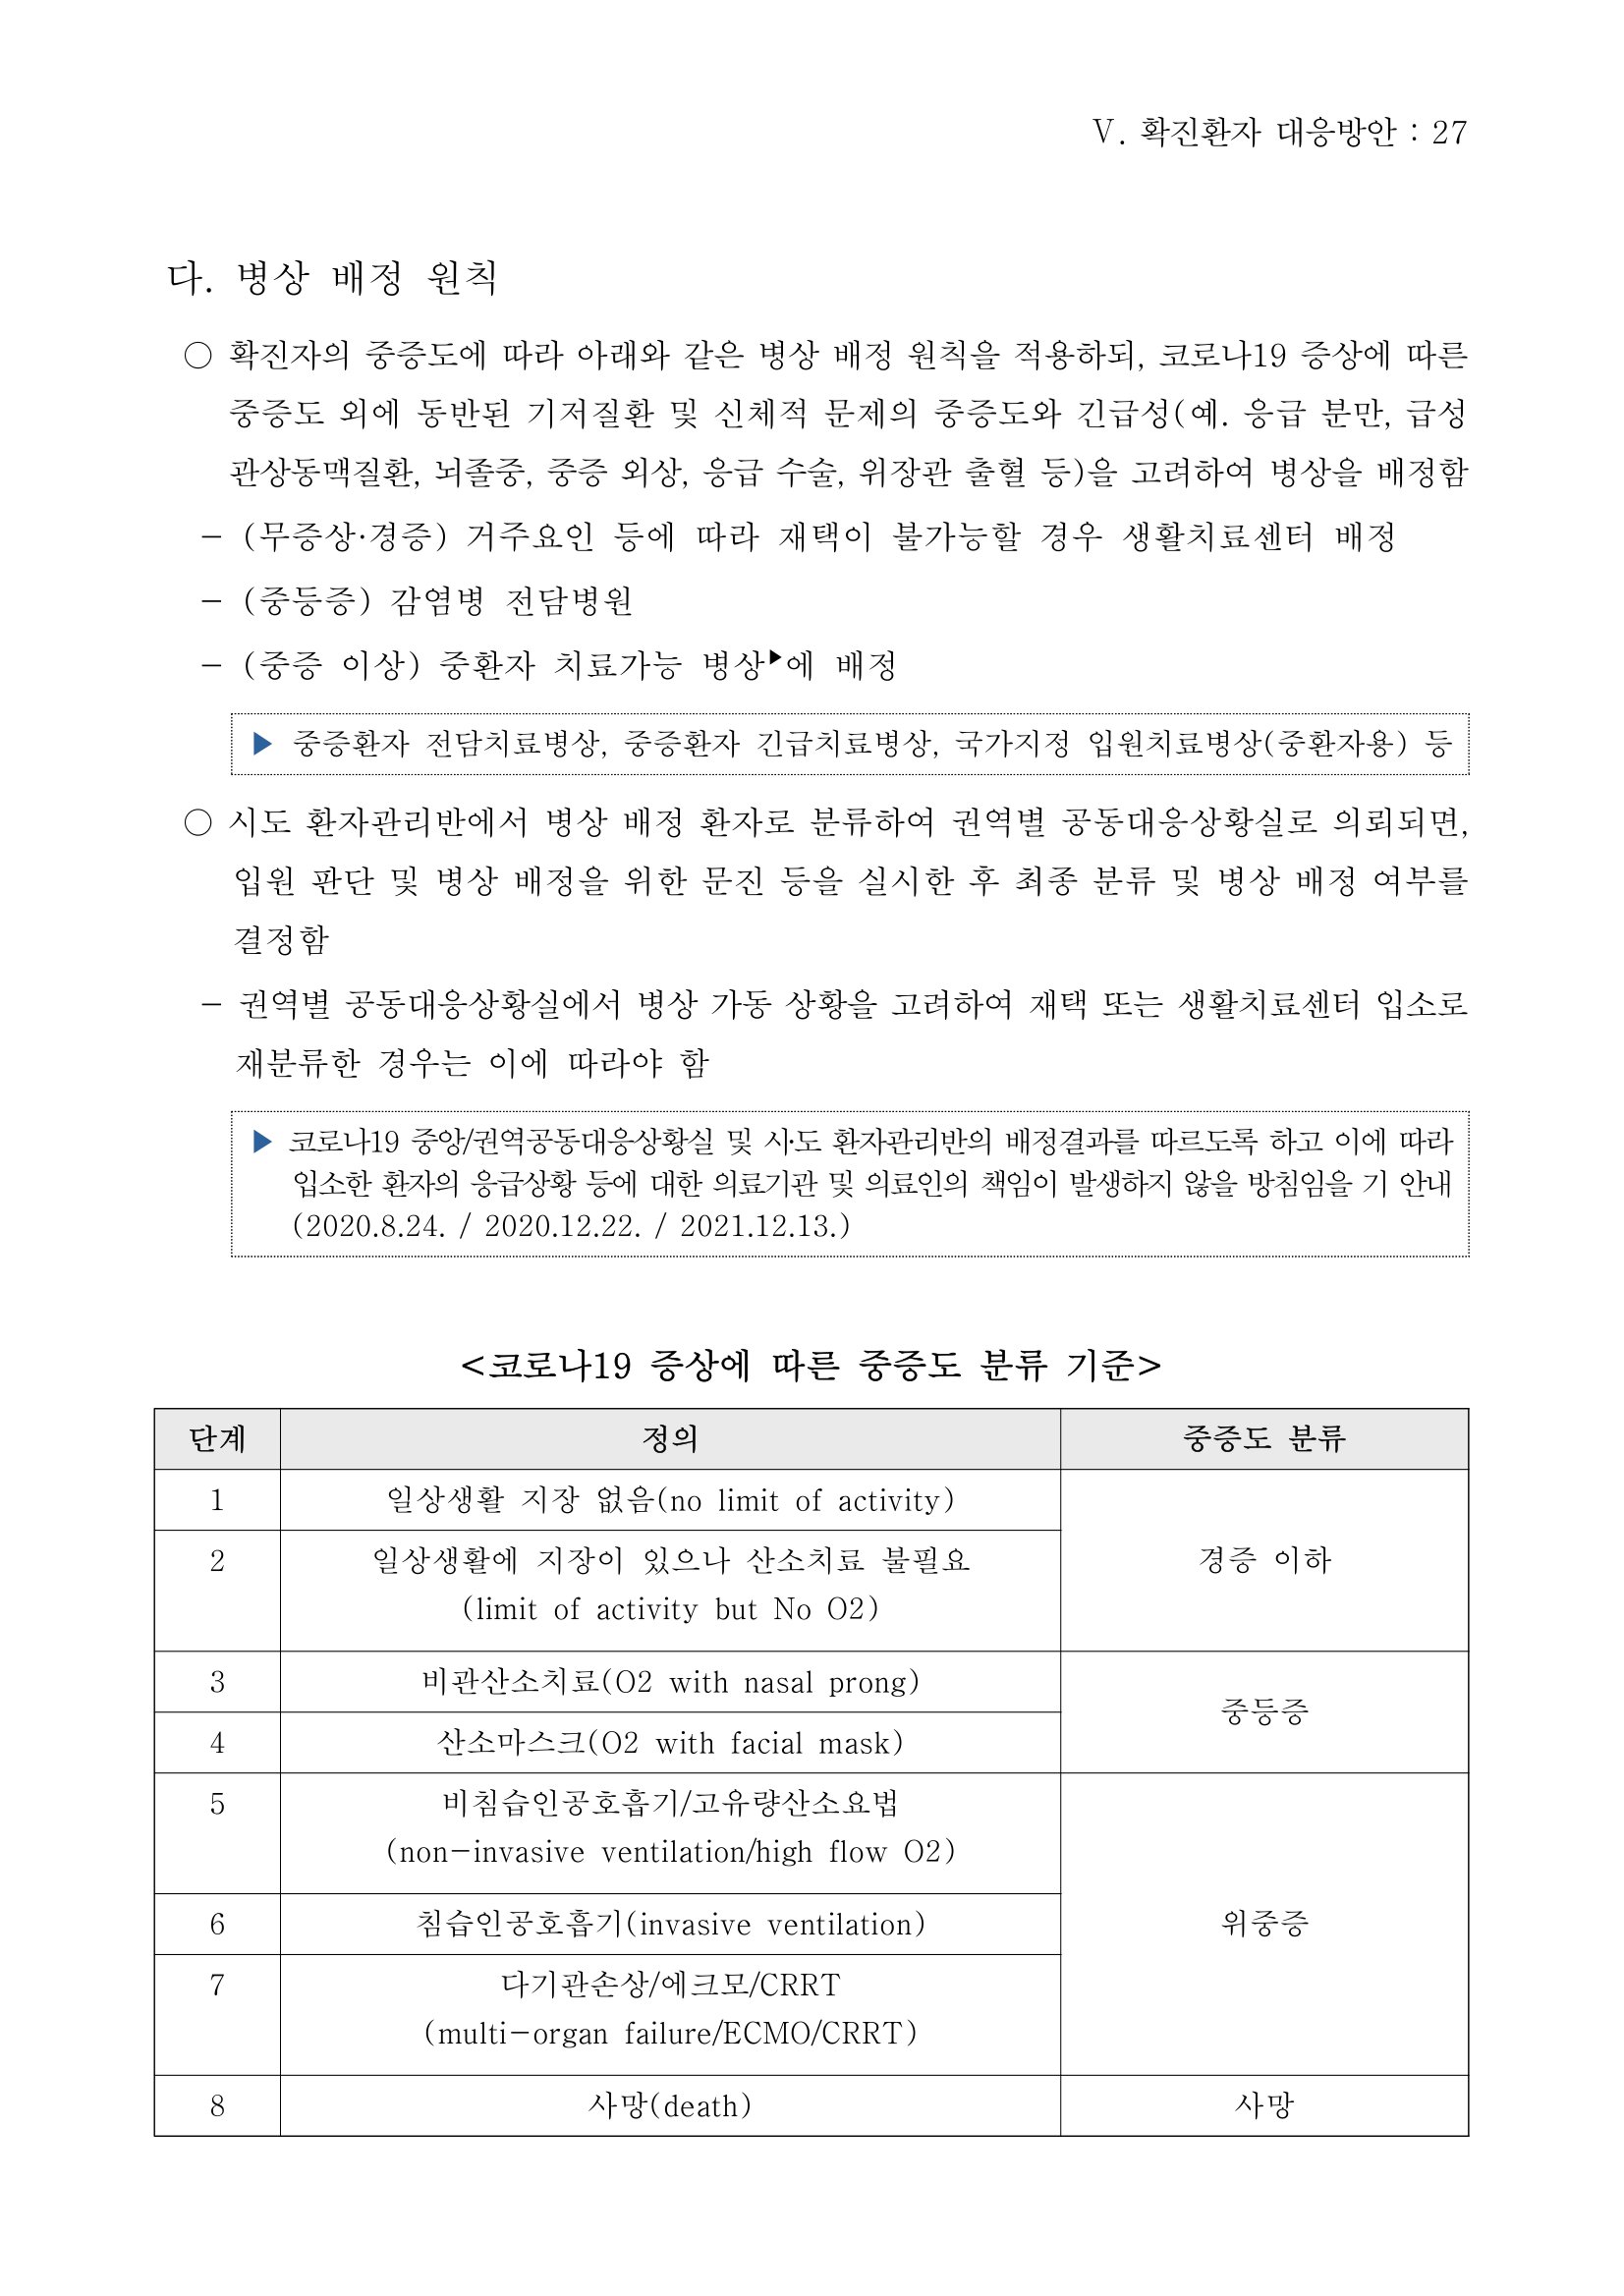 Ⅴ. 확진환자 대응방안 : 27
다. 병상 배정 원칙
○ 확진자의 중증도에 따라 아래와 같은 병상 배정 원칙을 적용하되, 코로나19 증상에 따른
중증도 외에 동반된 기저질환 및 신체적 문제의 중증도와 긴급성(예. 응급 분만, 급성
관상동맥질환, 뇌졸중, 중증 외상, 응급 수술, 위장관 출혈 등)을 고려하여 병상을 배정함
- (무증상·경증) 거주요인 등에 따라 재택이 불가능할 경우 생활치료센터 배정
- (중등증) 감염병 전담병원
- (중증 이상) 중환자 치료가능 병상▶에 배정
▶ 중증환자 전담치료병상, 중증환자 긴급치료병상, 국가지정 입원치료병상(중환자용) 등
○ 시도 환자관리반에서 병상 배정 환자로 분류하여 권역별 공동대응상황실로 의뢰되면,
입원 판단 및 병상 배정을 위한 문진 등을 실시한 후 최종 분류 및 병상 배정 여부를
결정함
- 권역별 공동대응상황실에서 병상 가동 상황을 고려하여 재택 또는 생활치료센터 입소로
재분류한 경우는 이에 따라야 함
▶ 코로나19 중앙/권역공동대응상황실 및 시·도 환자관리반의 배정결과를 따르도록 하고 이에 따라
입소한 환자의 응급상황 등에 대한 의료기관 및 의료인의 책임이 발생하지 않을 방침임을 기 안내
(2020.8.24. / 2020.12.22. / 2021.12.13.)
<코로나19 증상에 따른 중증도 분류 기준>
단계 정의 중증도 분류
1 일상생활 지장 없음(no limit of activity)
2 일상생활에 지장이 있으나 산소치료 불필요 경증 이하
(limit of activity but No O2)
3 비관산소치료(O2 with nasal prong)
중등증
4 산소마스크(O2 with facial mask)
5 비침습인공호흡기/고유량산소요법
(non-invasive ventilation/high flow O2)
6 침습인공호흡기(invasive ventilation) 위중증
7 다기관손상/에크모/CRRT
(multi-organ failure/ECMO/CRRT)
8 사망(death) 사망